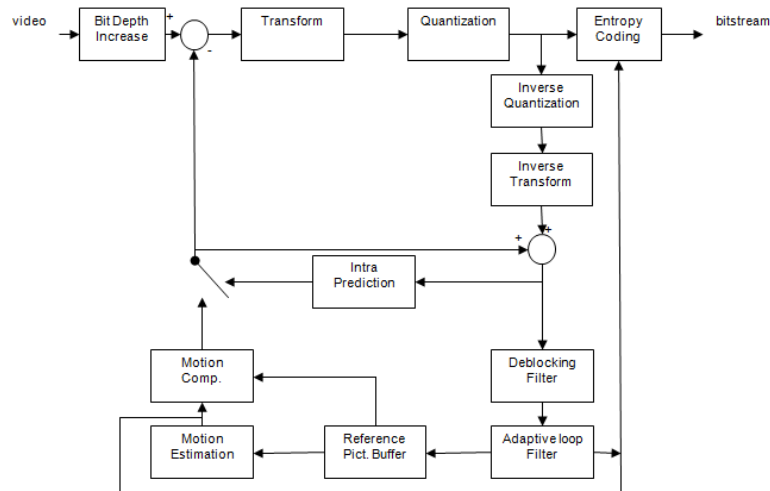 video
Bit Depth
Increase
+
-
Transform
Quantization
Entropy
Coding
bitstream
Inverse
Quantization
Inverse
Transform
+
+
Intra
Prediction
Motion
Comp.
Deblocking
Filter
Motion
Estimation
Reference
Pict. Buffer
Adaptive loop
Filter